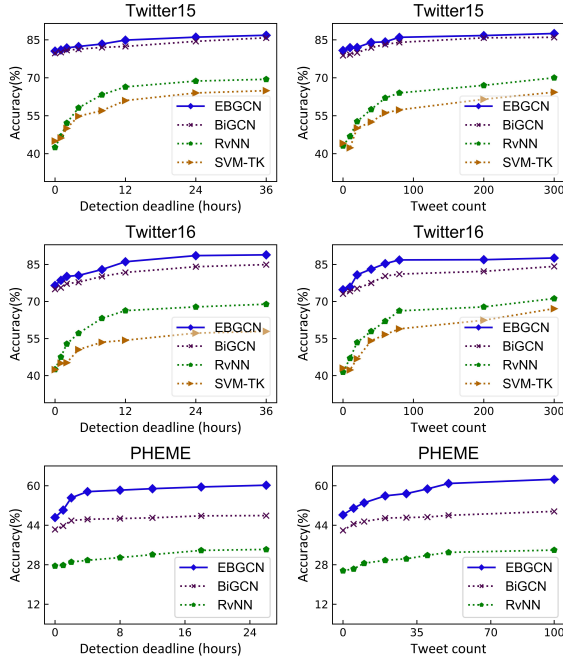 Twitter15
Accuracy(%)
85
70
55
40
0 12 24 36
Detection deadline (hours)
EBGCN
BiGCN
RvNN
SVM-TK
Twitter15
Accuracy(%)
85
70
55
40
0 100 200 300
Tweet count
EBGCN
BiGCN
RvNN
SVM-TK
Twitter16
Accuracy(%)
85
70
55
40
0 12 24 36
Detection deadline (hours)
EBGCN
BiGCN
RvNN
SVM-TK
Twitter16
Accuracy(%)
85
70
55
40
0 100 200 300
Tweet count
EBGCN
BiGCN
RvNN
SVM-TK
PHEME
Accuracy(%)
60
44
28
12
0 8 16 24
Detection deadline (hours)
EBGCN
BiGCN
RvNN
PHEME
Accuracy(%)
60
44
28
12
0 35 70 100
Tweet count
EBGCN
BiGCN
RvNN